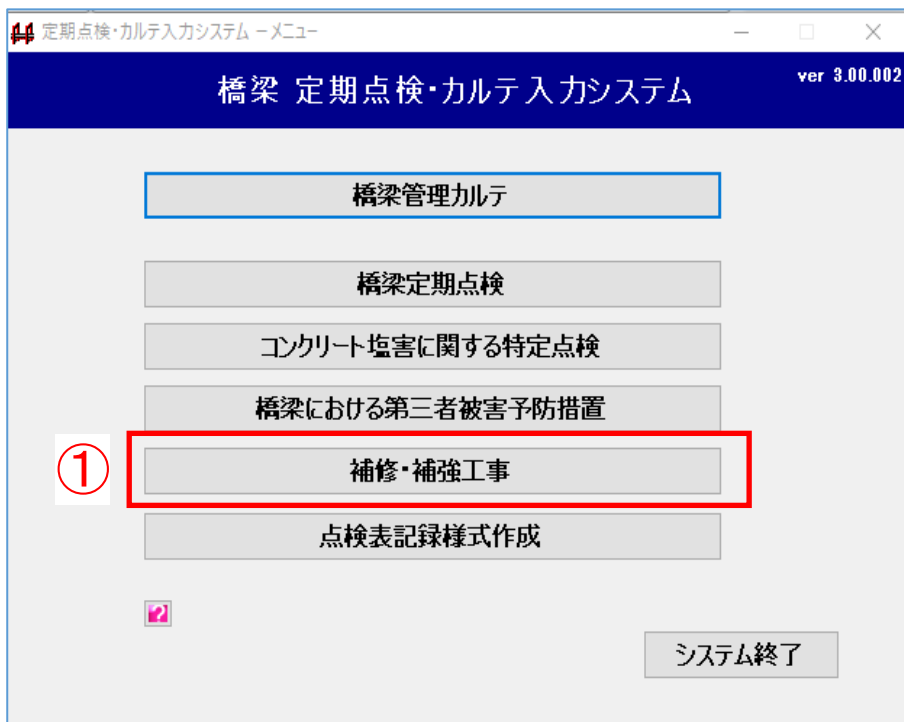 定期点検・カルテ入力システム －メニュー－
橋梁 定期点検・カルテ入力システム
ver 3.00.002
橋梁管理カルテ
橋梁定期点検
コンクリート塩害に関する特定点検
橋梁における第三者被害予防措置
①
補修・補強工事
点検表記録様式作成
?
システム終了